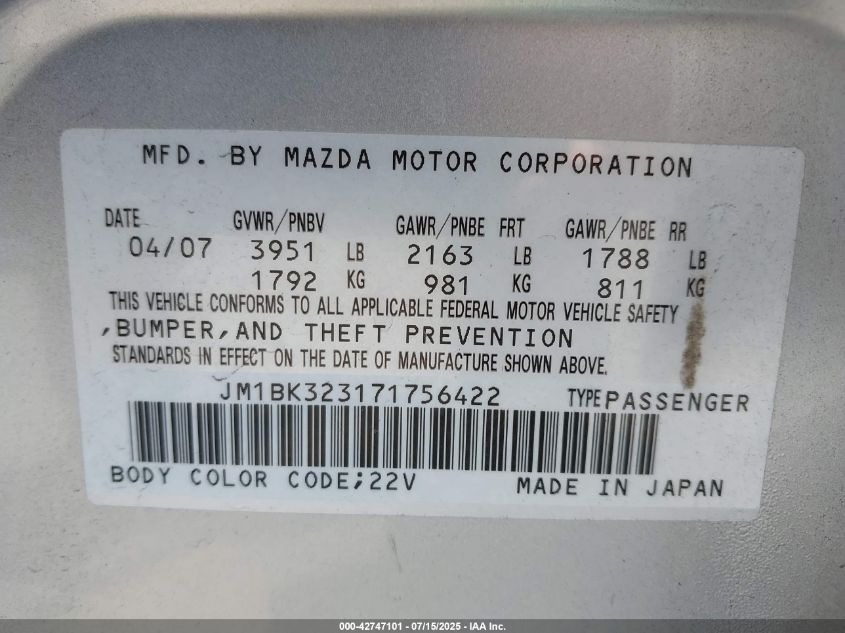 MFD. BY MAZDA MOTOR CORPORATION
DATE GVWR/PNBV GAWR/PNBE FRT GAWR/PNBE RR
04/07 3951 LB 2163 LB 1788 LB
1792 KG 981 KG 811 KG
THIS VEHICLE CONFORMS TO ALL APPLICABLE FEDERAL MOTOR VEHICLE SAFETY
,BUMPER,AND THEFT PREVENTION
STANDARDS IN EFFECT ON THE DATE OF MANUFACTURE SHOWN ABOVE.
JM1BK323171756422 TYPE PASSENGER
BODY COLOR CODE;22V MADE IN JAPAN
000-42747101 - 07/15/2025 - IAA Inc.